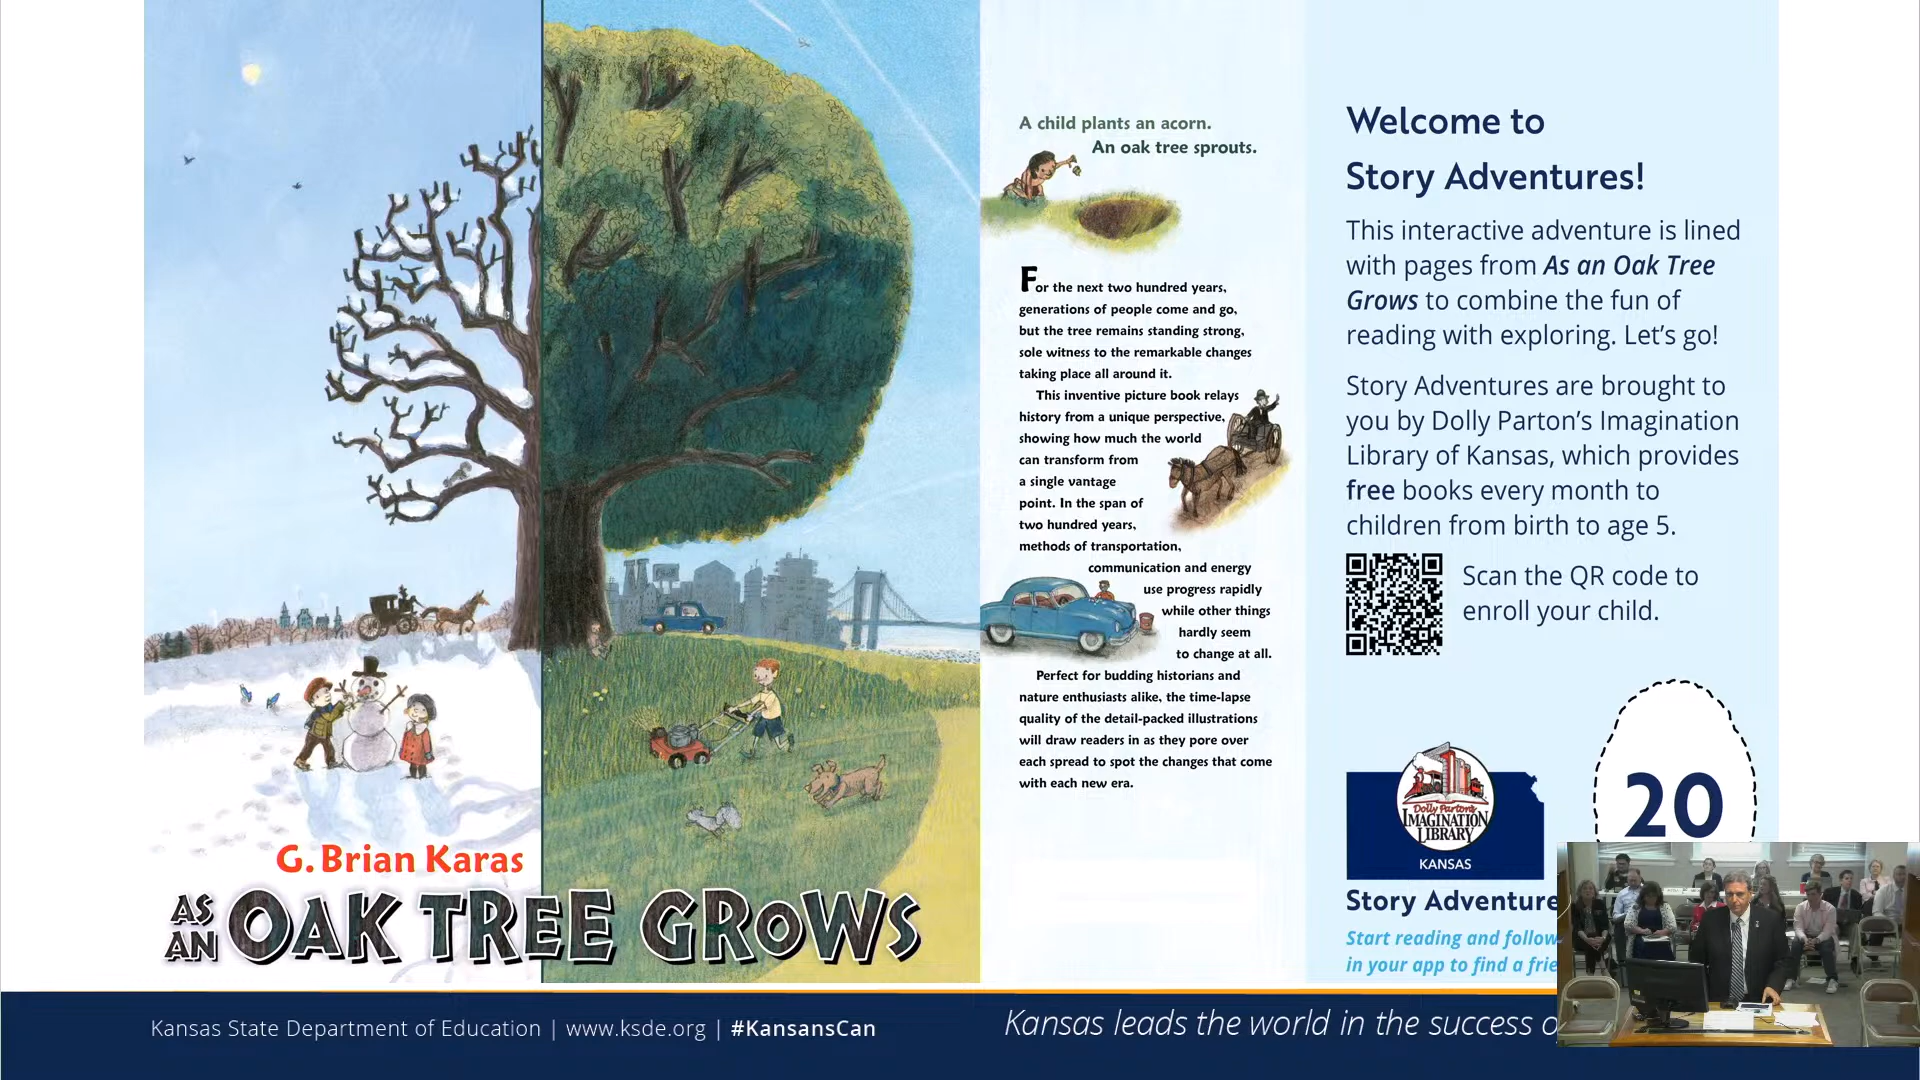 G. Brian Karas
AS AN OAK TREE GROWS
A child plants an acorn.
An oak tree sprouts.
For the next two hundred years,
generations of people come and go,
but the tree remains standing strong,
sole witness to the remarkable changes
taking place all around it.
This inventive picture book relays
history from a unique perspective,
showing how much the world
can transform from
a single vantage
point. In the span of
two hundred years,
methods of transportation,
communication and energy
use progress rapidly
while other things
hardly seem
to change at all.
Perfect for budding historians and
nature enthusiasts alike, the time-lapse
quality of the detail-packed illustrations
will draw readers in as they pore over
each spread to spot the changes that come
with each new era.
Welcome to
Story Adventures!
This interactive adventure is lined
with pages from As an Oak Tree
Grows to combine the fun of
reading with exploring. Let's go!
Story Adventures are brought to
you by Dolly Parton's Imagination
Library of Kansas, which provides
free books every month to
children from birth to age 5.
Scan the QR code to
enroll your child.
Dolly Parton's
IMAGINATION
LIBRARY
KANSAS
20
Story Adventure
Start reading and follow
in your app to find a
Kansas State Department of Education | www.ksde.org | #KansansCan
Kansas leads the world in the success